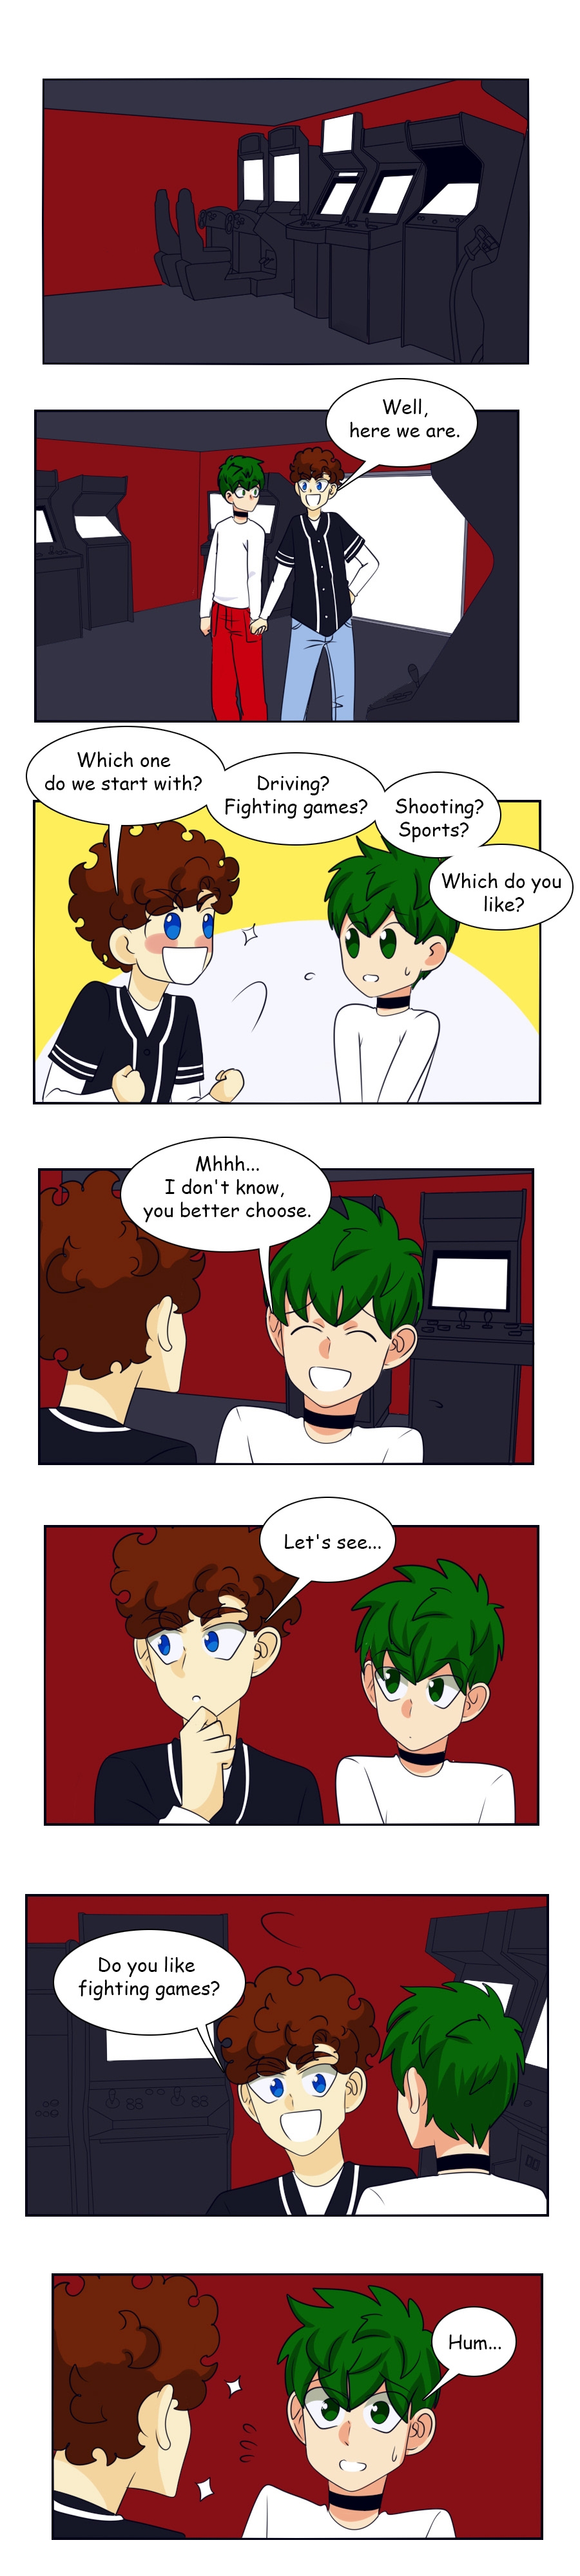 Well,
here we are.
Which one
do we start with?
Driving?
Fighting games?
Shooting?
Sports?
Which do you
like?
Mhhh...
I don't know,
you better choose.
Let's see...
Do you like
fighting games?
Hum...